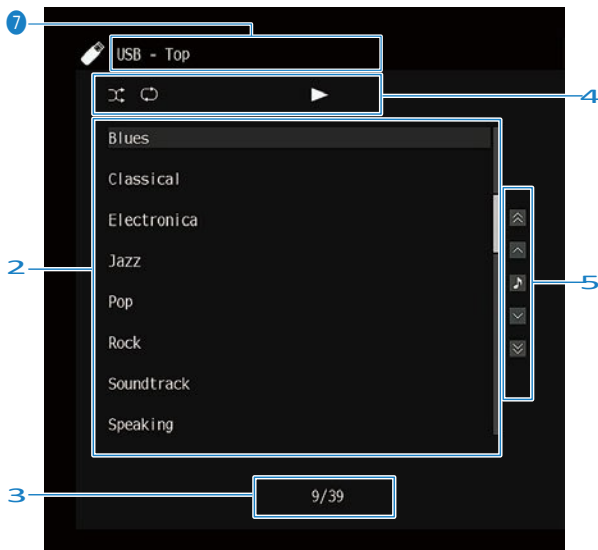 7
USB - Top
4
Blues
Classical
Electronica
2
Jazz
5
Pop
Rock
Soundtrack
Speaking
3
9/39